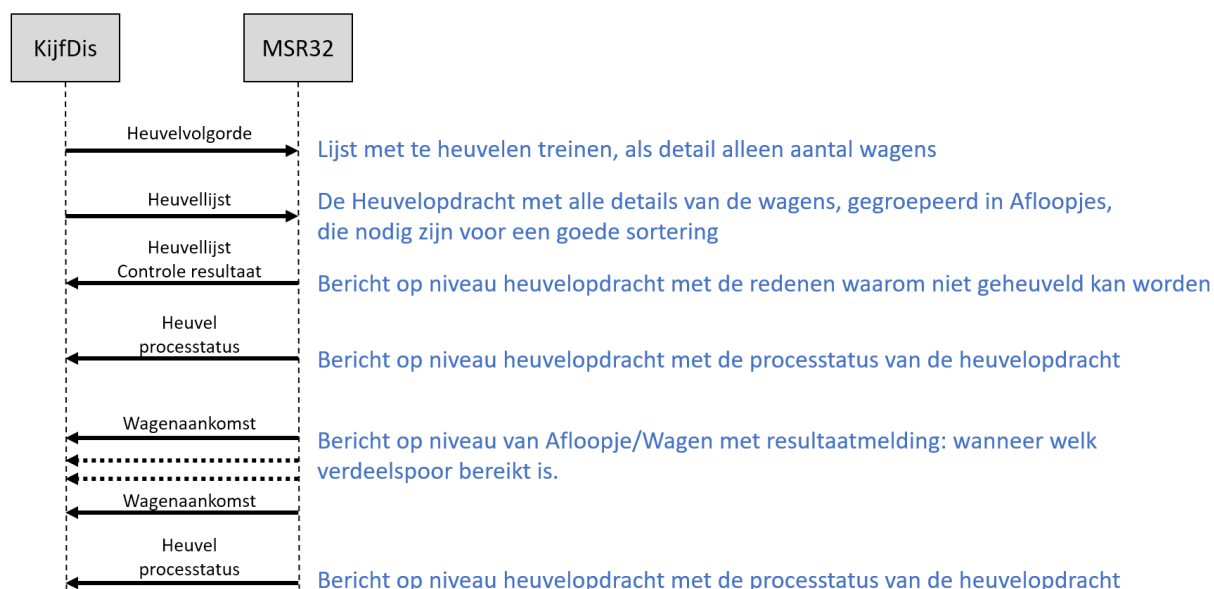 KijfDis
MSR32
Heuvelvolgorde
Lijst met te heuvelen treinen, als detail alleen aantal wagens
Heuvellijst
De Heuvelopdracht met alle details van de wagens, gegroepeerd in Afloopjes,
die nodig zijn voor een goede sortering
Heuvellijst
Controle resultaat
Bericht op niveau heuvelopdracht met de redenen waarom niet geheuveld kan worden
Heuvel
processtatus
Bericht op niveau heuvelopdracht met de processtatus van de heuvelopdracht
Wagenaankomst
Bericht op niveau van Afloopje/Wagen met resultaatmelding: wanneer welk
verdeelspoor bereikt is.
Wagenaankomst
Heuvel
processtatus
Bericht op niveau heuvelopdracht met de processtatus van de heuvelopdracht